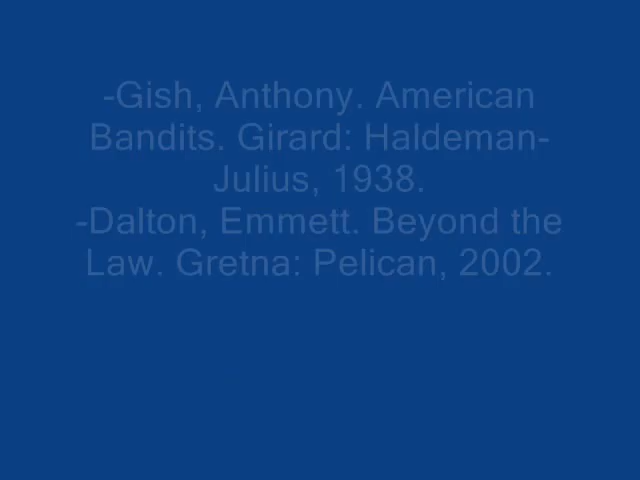 -Gish, Anthony. American
Bandits. Girard: Haldeman-
Julius, 1938.
-Dalton, Emmett. Beyond the
Law. Gretna: Pelican, 2002.